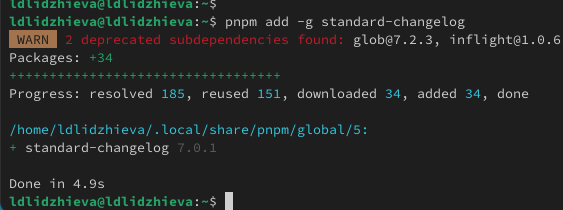 ldlidzhieva@ldlidzhieva:~$
ldlidzhieva@ldlidzhieva:~$ pnpm add -g standard-changelog
WARN 2 deprecated subdependencies found: glob@7.2.3, inflight@1.0.6
Packages: +34
++++++++++++++++++++++++++++++++++
Progress: resolved 185, reused 151, downloaded 34, added 34, done
/home/ldlidzhieva/.local/share/pnpm/global/5:
+ standard-changelog 7.0.1
Done in 4.9s
ldlidzhieva@ldlidzhieva:~$